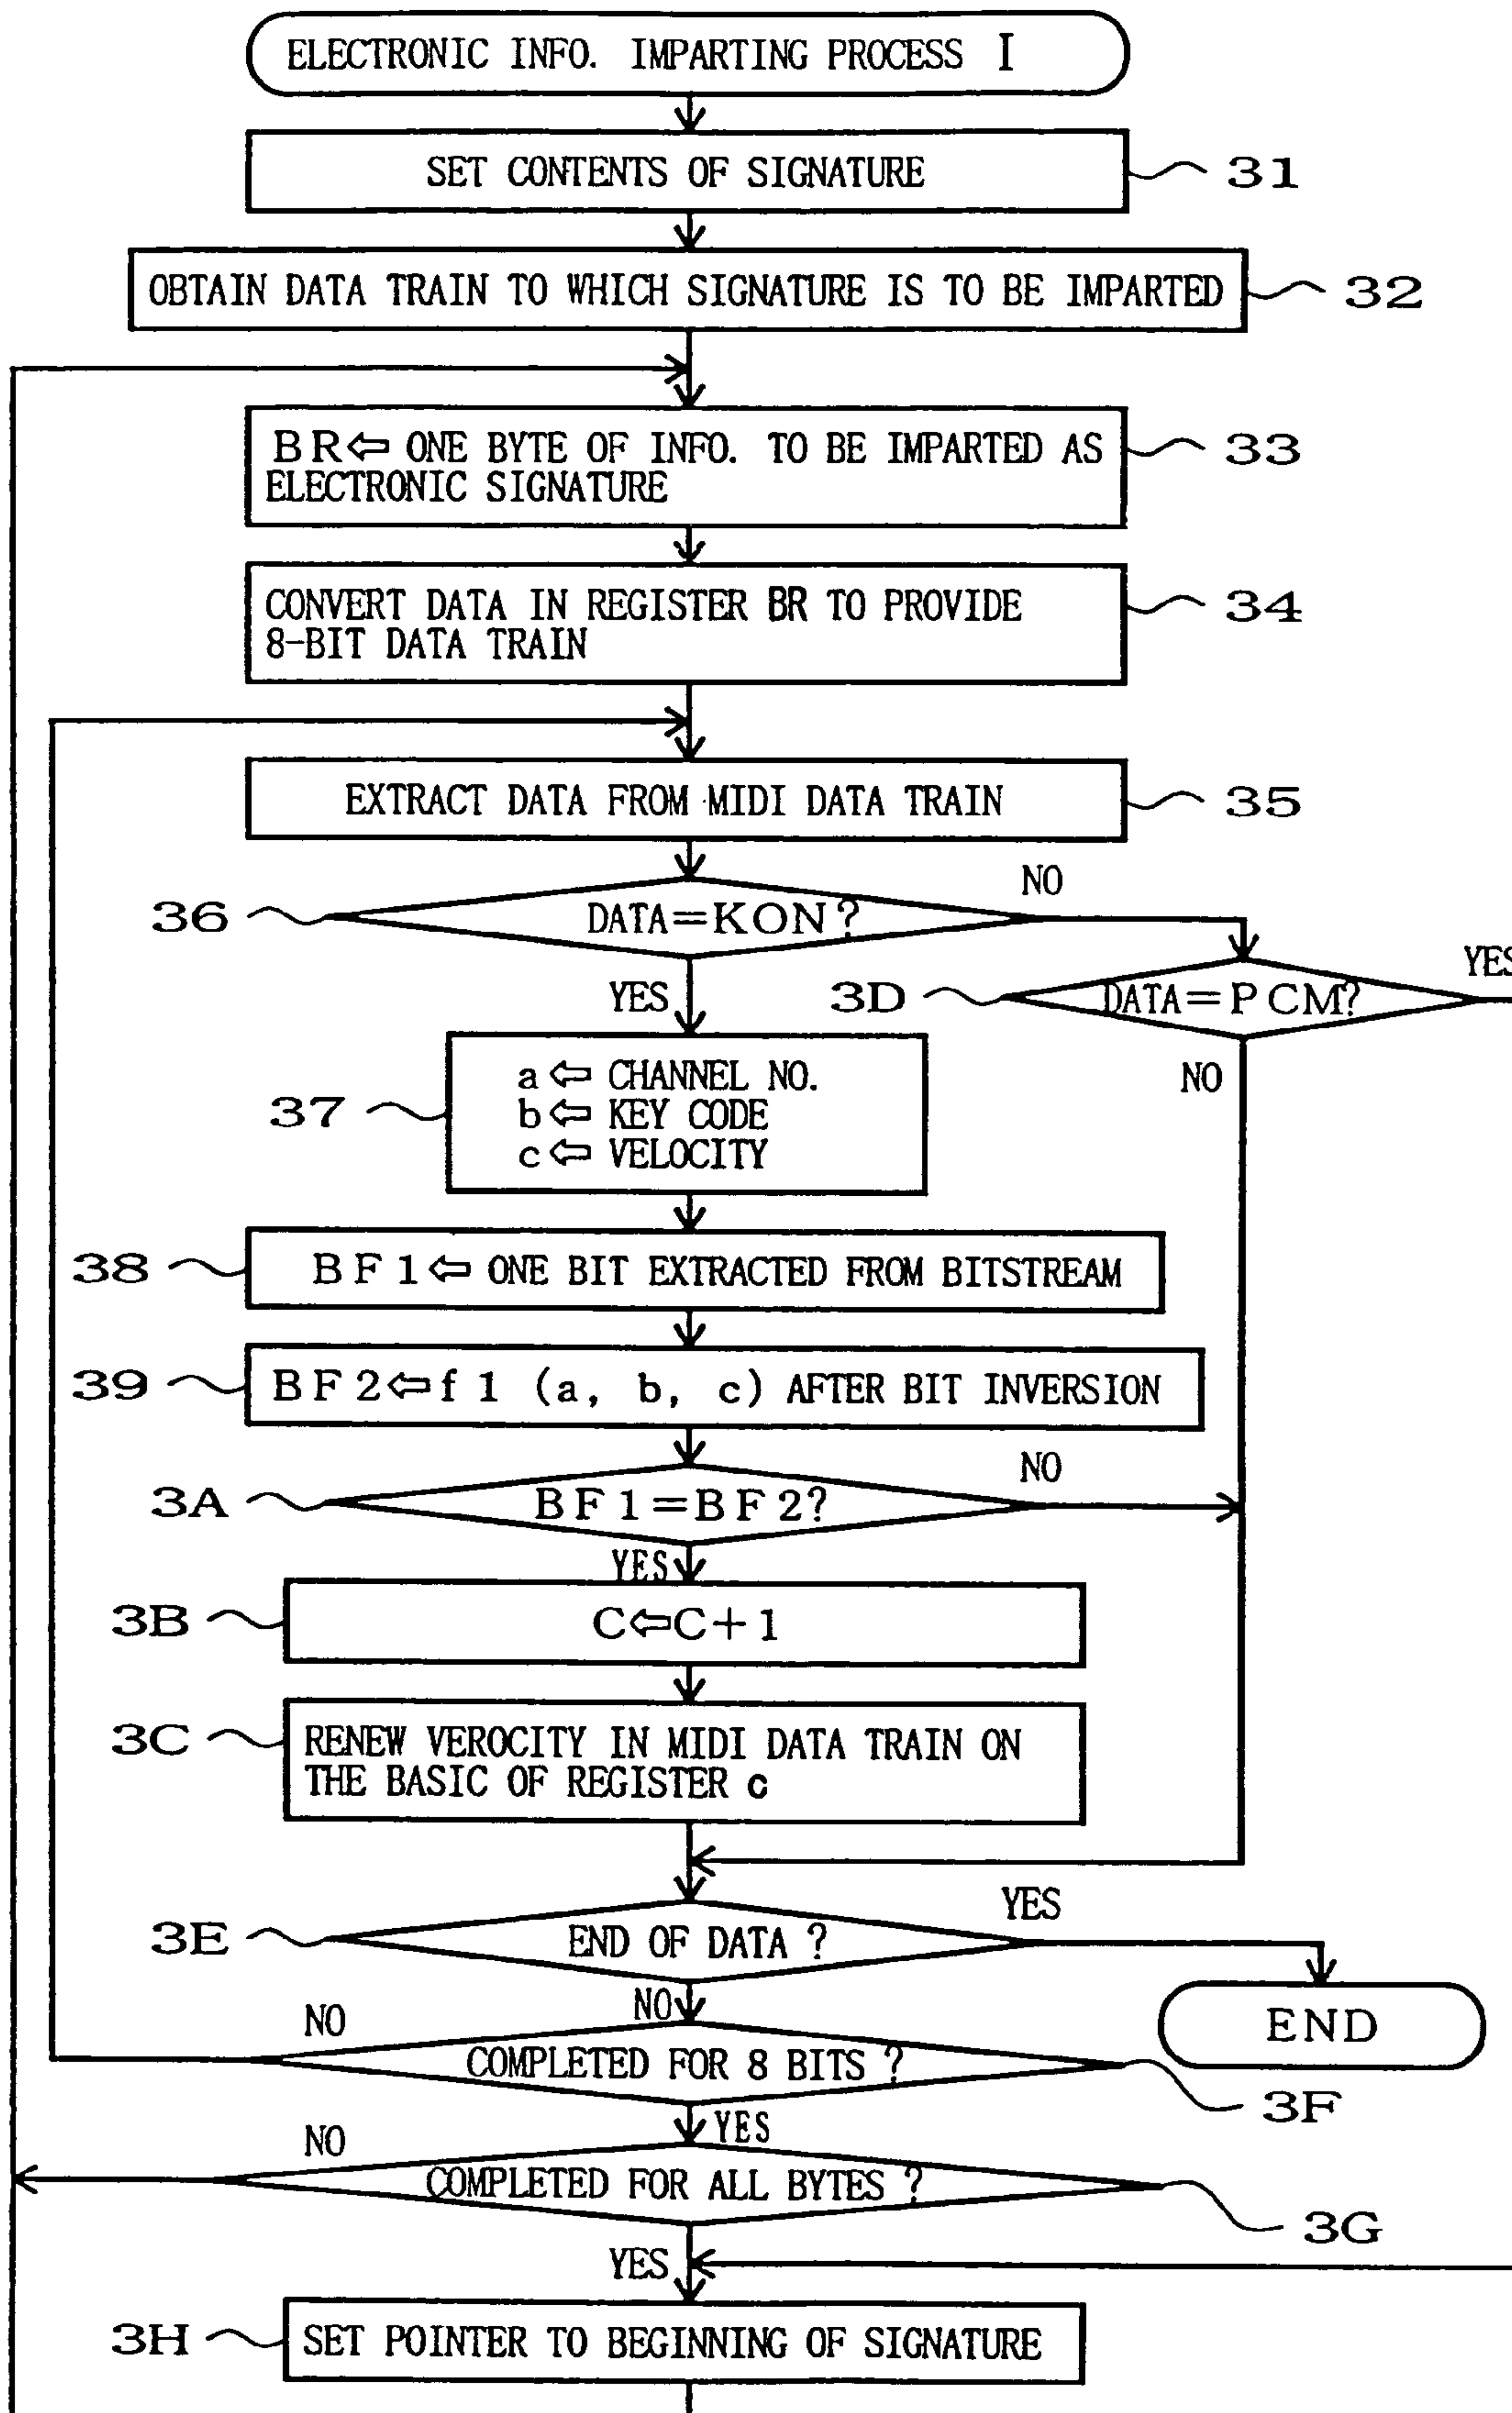 ELECTRONIC INFO. IMPARTING PROCESS I
SET CONTENTS OF SIGNATURE
31
OBTAIN DATA TRAIN TO WHICH SIGNATURE IS TO BE IMPARTED
32
BR⇦ ONE BYTE OF INFO. TO BE IMPARTED AS
ELECTRONIC SIGNATURE
33
CONVERT DATA IN REGISTER BR TO PROVIDE
8-BIT DATA TRAIN
34
EXTRACT DATA FROM MIDI DATA TRAIN
35
36
DATA=KON?
NO
YES
3D
DATA=PCM?
YES
NO
37
a⇦ CHANNEL NO.
b⇦ KEY CODE
c⇦ VELOCITY
38
BF1⇦ ONE BIT EXTRACTED FROM BITSTREAM
39
BF2⇦f1 (a, b, c) AFTER BIT INVERSION
3A
BF1=BF2?
NO
YES
3B
C⇦C+1
3C
RENEW VEROCITY IN MIDI DATA TRAIN ON
THE BASIC OF REGISTER c
3E
END OF DATA ?
YES
NO
END
NO
COMPLETED FOR 8 BITS ?
3F
YES
NO
COMPLETED FOR ALL BYTES ?
3G
YES
3H
SET POINTER TO BEGINNING OF SIGNATURE